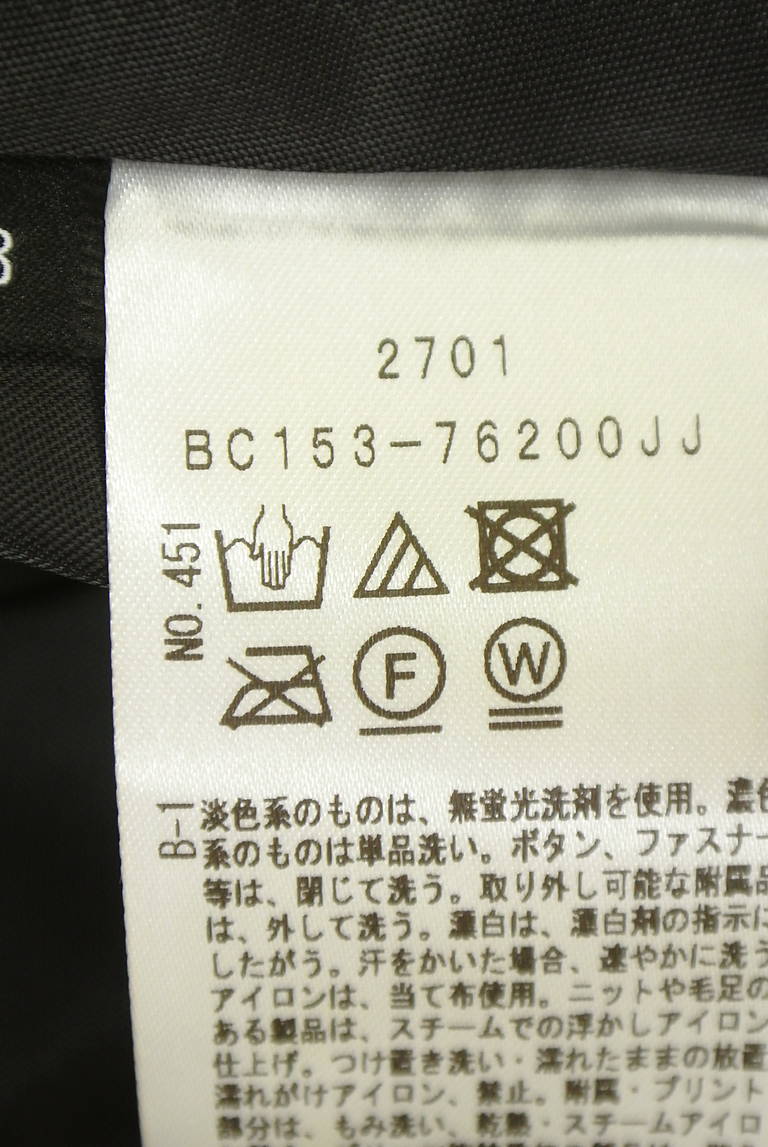 2701
BC153-76200JJ
NO. 451
F
W
B-1
淡色系のものは、無蛍光洗剤を使用。濃色
系のものは単品洗い。ボタン、ファスナー
等は、閉じて洗う。取り外し可能な附属品
は、外して洗う。漂白は、漂白剤の指示に
したがう。汗をかいた場合、速やかに洗う
アイロンは、当て布使用。ニットや毛足の
ある製品は、スチームでの浮かしアイロン
仕上げ。つけ置き洗い・濡れたままの放置
濡れがけアイロン、禁止。附属・プリント
部分は、もみ洗い、乾熱・スチームアイロ